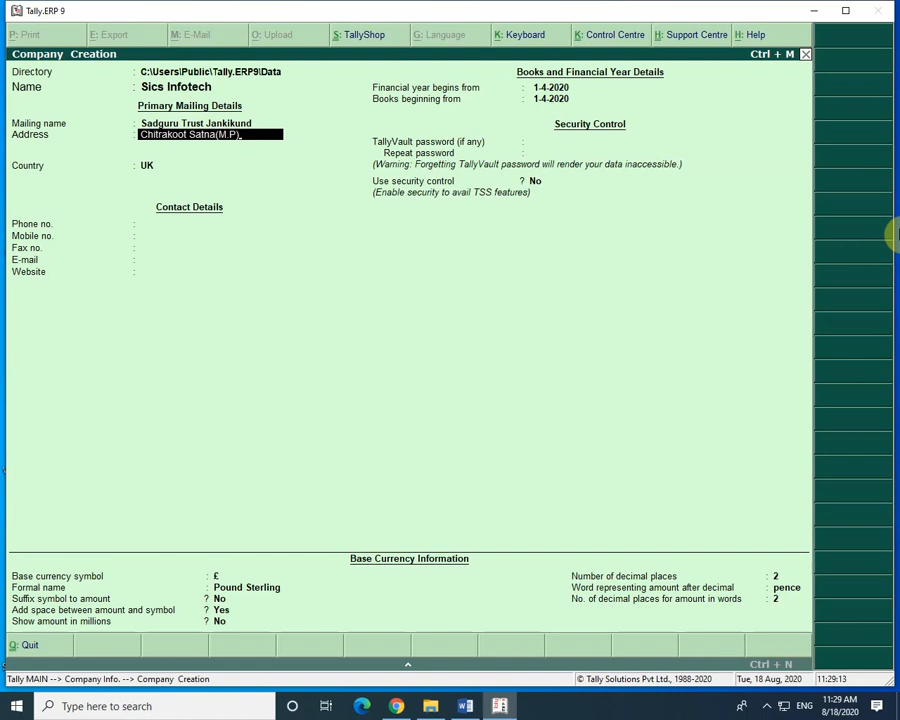 Tally.ERP 9
P: Print
E: Export
M: E-Mail
O: Upload
S: TallyShop
G: Language
K: Keyboard
K: Control Centre
H: Support Centre
H: Help
Company Creation
Ctrl + M
Directory : C:\Users\Public\Tally.ERP9\Data
Name : Sics Infotech
Primary Mailing Details
Mailing name : Sadguru Trust Jankikund
Address : Chitrakoot Satna(M.P)
Country : UK
Contact Details
Phone no. :
Mobile no. :
Fax no. :
E-mail :
Website :
Books and Financial Year Details
Financial year begins from : 1-4-2020
Books beginning from : 1-4-2020
Security Control
TallyVault password (if any) :
Repeat password :
(Warning: Forgetting TallyVault password will render your data inaccessible.)
Use security control ? No
(Enable security to avail TSS features)
Base Currency Information
Base currency symbol : £
Formal name : Pound Sterling
Suffix symbol to amount ? No
Add space between amount and symbol ? Yes
Show amount in millions ? No
Number of decimal places : 2
Word representing amount after decimal : pence
No. of decimal places for amount in words : 2
Q: Quit
Ctrl + N
Tally MAIN --> Company Info. --> Company Creation
© Tally Solutions Pvt Ltd., 1988-2020
Tue, 18 Aug, 2020
11:29:13
Type here to search
ENG
11:29 AM
8/18/2020